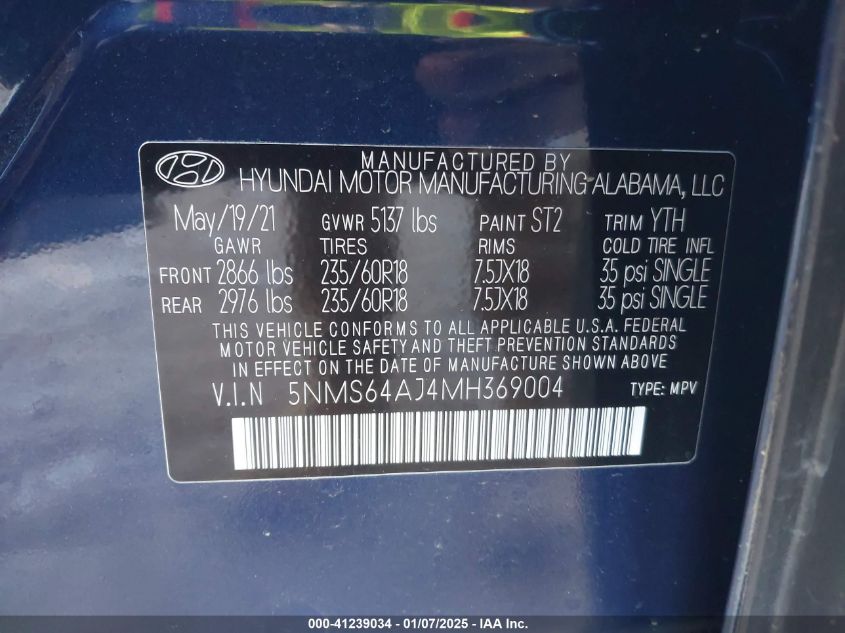 MANUFACTURED BY
HYUNDAI MOTOR MANUFACTURING ALABAMA, LLC
May/19/21 GVWR 5137 lbs PAINT ST2 TRIM YTH
GAWR TIRES RIMS COLD TIRE INFL
FRONT 2866 lbs 235/60R18 7.5JX18 35 psi SINGLE
REAR 2976 lbs 235/60R18 7.5JX18 35 psi SINGLE
THIS VEHICLE CONFORMS TO ALL APPLICABLE U.S.A. FEDERAL
MOTOR VEHICLE SAFETY AND THEFT PREVENTION STANDARDS
IN EFFECT ON THE DATE OF MANUFACTURE SHOWN ABOVE
V.I.N 5NMS64AJ4MH369004 TYPE: MPV
000-41239034 - 01/07/2025 - IAA Inc.